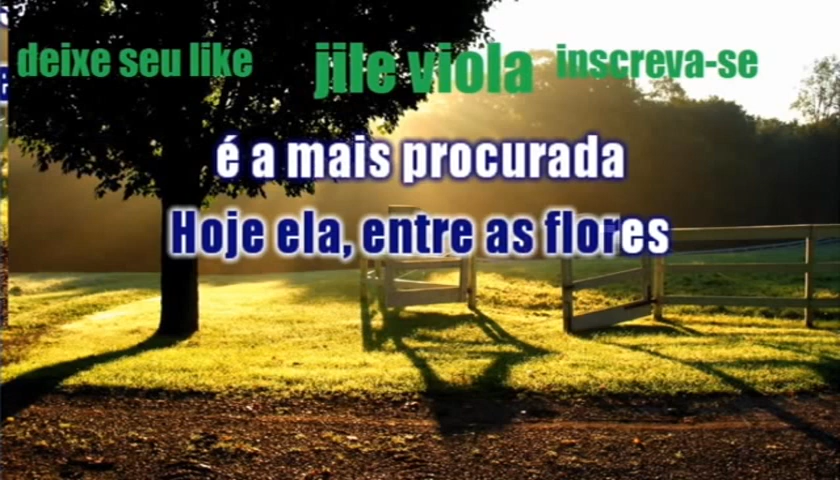 deixe seu like jile viola inscreva-se
é a mais procurada
Hoje ela, entre as flores